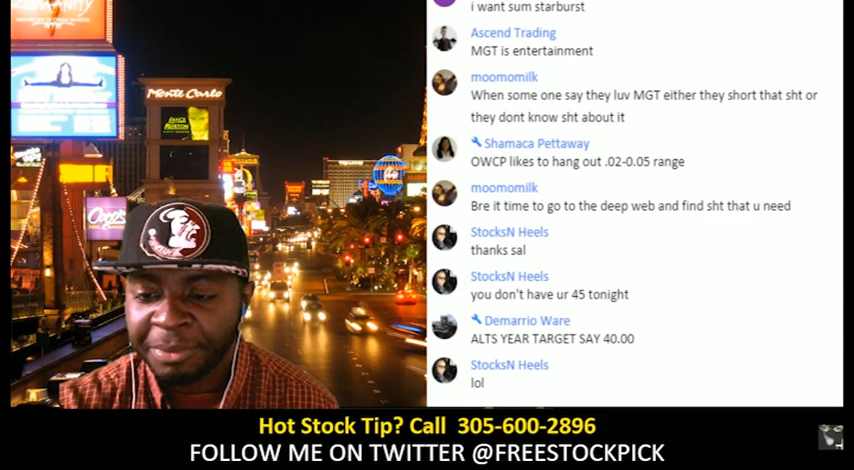 MONTE CARLO
LANCE
BURTON
i want sum starburst
Ascend Trading
MGT is entertainment
moomomilk
When some one say they luv MGT either they short that sht or
they dont know sht about it
Shamaca Pettaway
OWCP likes to hang out .02-0.05 range
moomomilk
Bre it time to go to the deep web and find sht that u need
StocksN Heels
thanks sal
StocksN Heels
you don't have ur 45 tonight
Demarrio Ware
ALTS YEAR TARGET SAY 40.00
StocksN Heels
lol
Hot Stock Tip? Call 305-600-2896
FOLLOW ME ON TWITTER @FREESTOCKPICK